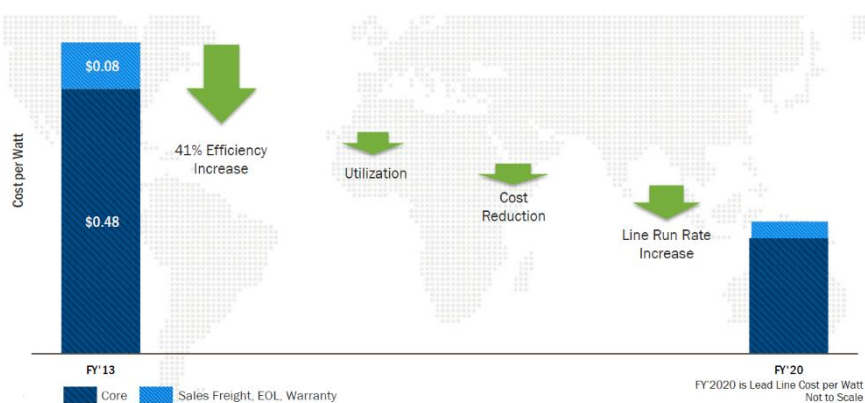 $0.08
$0.48
Cost per Watt
41% Efficiency
Increase
Utilization
Cost
Reduction
Line Run Rate
Increase
FY'13
FY'20
Core
Sales Freight, EOL, Warranty
FY'2020 is Lead Line Cost per Watt
Not to Scale